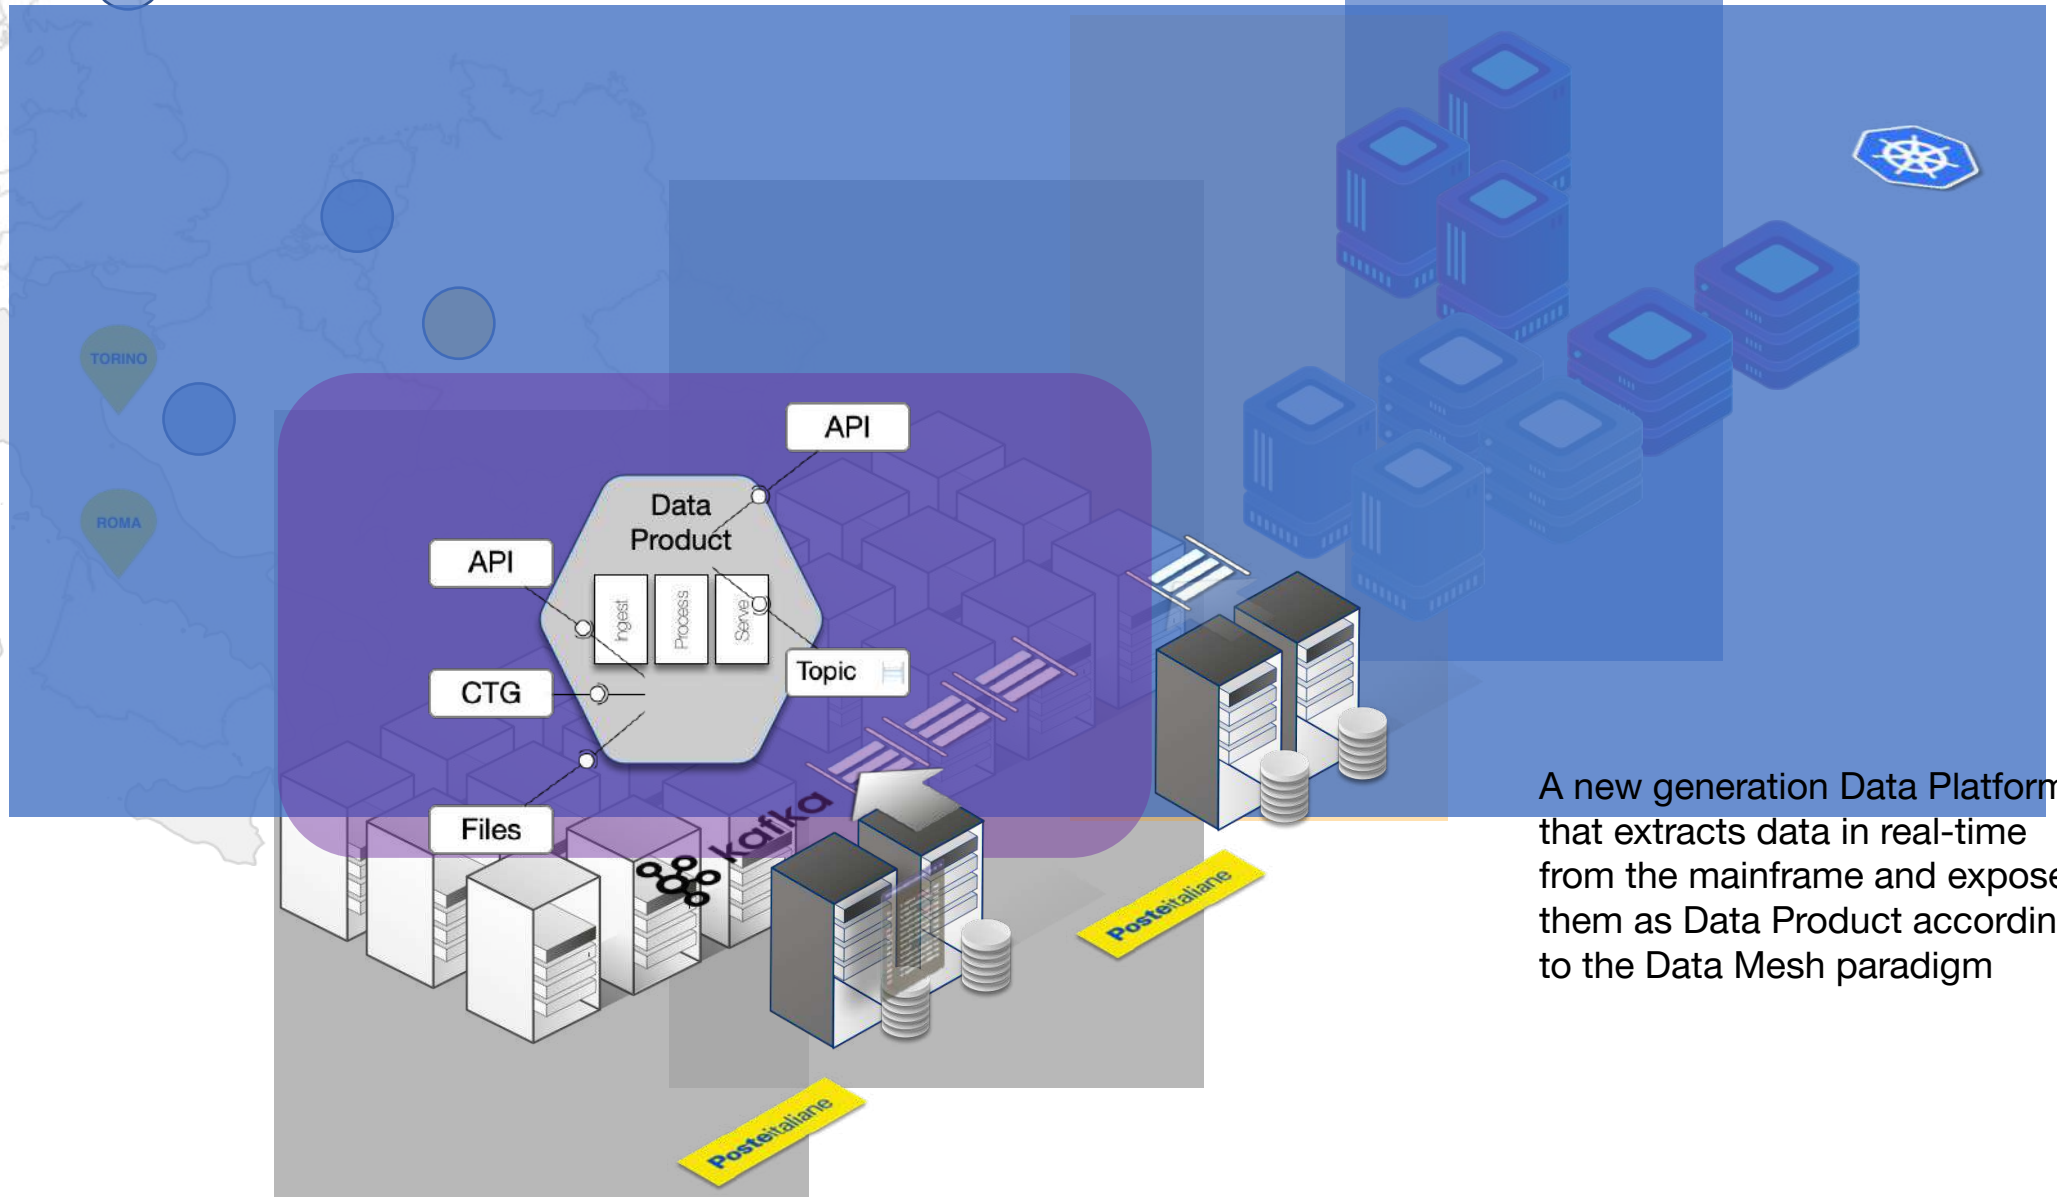 TORINO
ROMA
API
Data
Product
API
Ingest
Process
Serve
CTG
Topic
Files
kafka
Posteitaliane
Posteitaliane
A new generation Data Platform
that extracts data in real-time
from the mainframe and expose
them as Data Product accordin
to the Data Mesh paradigm